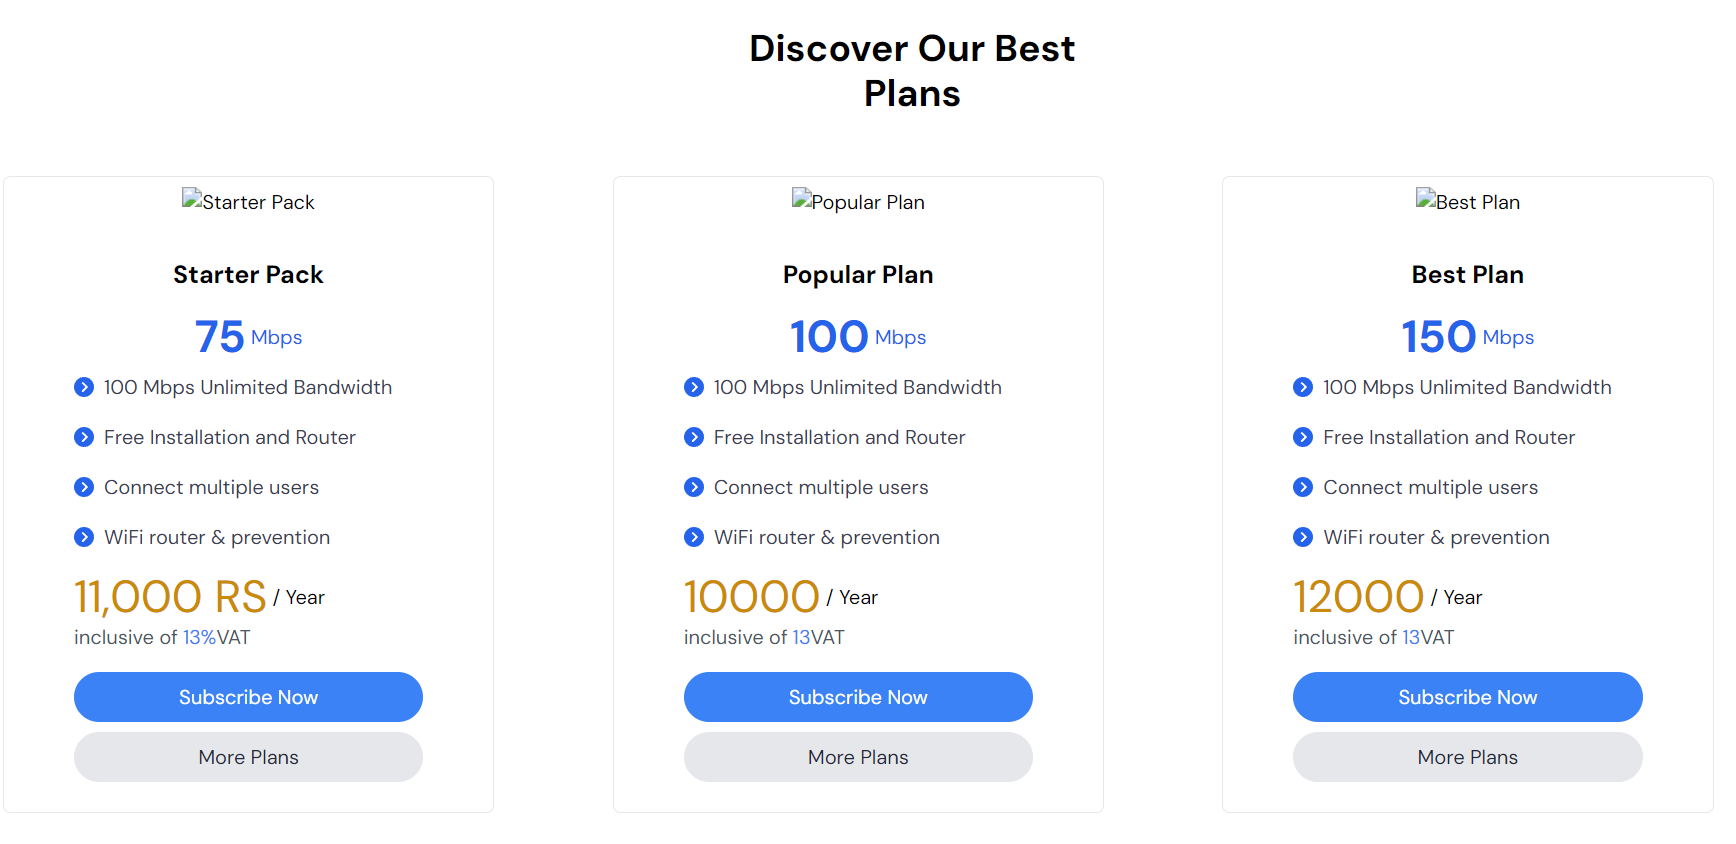 Discover Our Best
Plans
Starter Pack
Starter Pack
75 Mbps
100 Mbps Unlimited Bandwidth
Free Installation and Router
Connect multiple users
WiFi router & prevention
11,000 RS / Year
inclusive of 13%VAT
Subscribe Now
More Plans
Popular Plan
Popular Plan
100 Mbps
100 Mbps Unlimited Bandwidth
Free Installation and Router
Connect multiple users
WiFi router & prevention
10000 / Year
inclusive of 13VAT
Subscribe Now
More Plans
Best Plan
Best Plan
150 Mbps
100 Mbps Unlimited Bandwidth
Free Installation and Router
Connect multiple users
WiFi router & prevention
12000 / Year
inclusive of 13VAT
Subscribe Now
More Plans